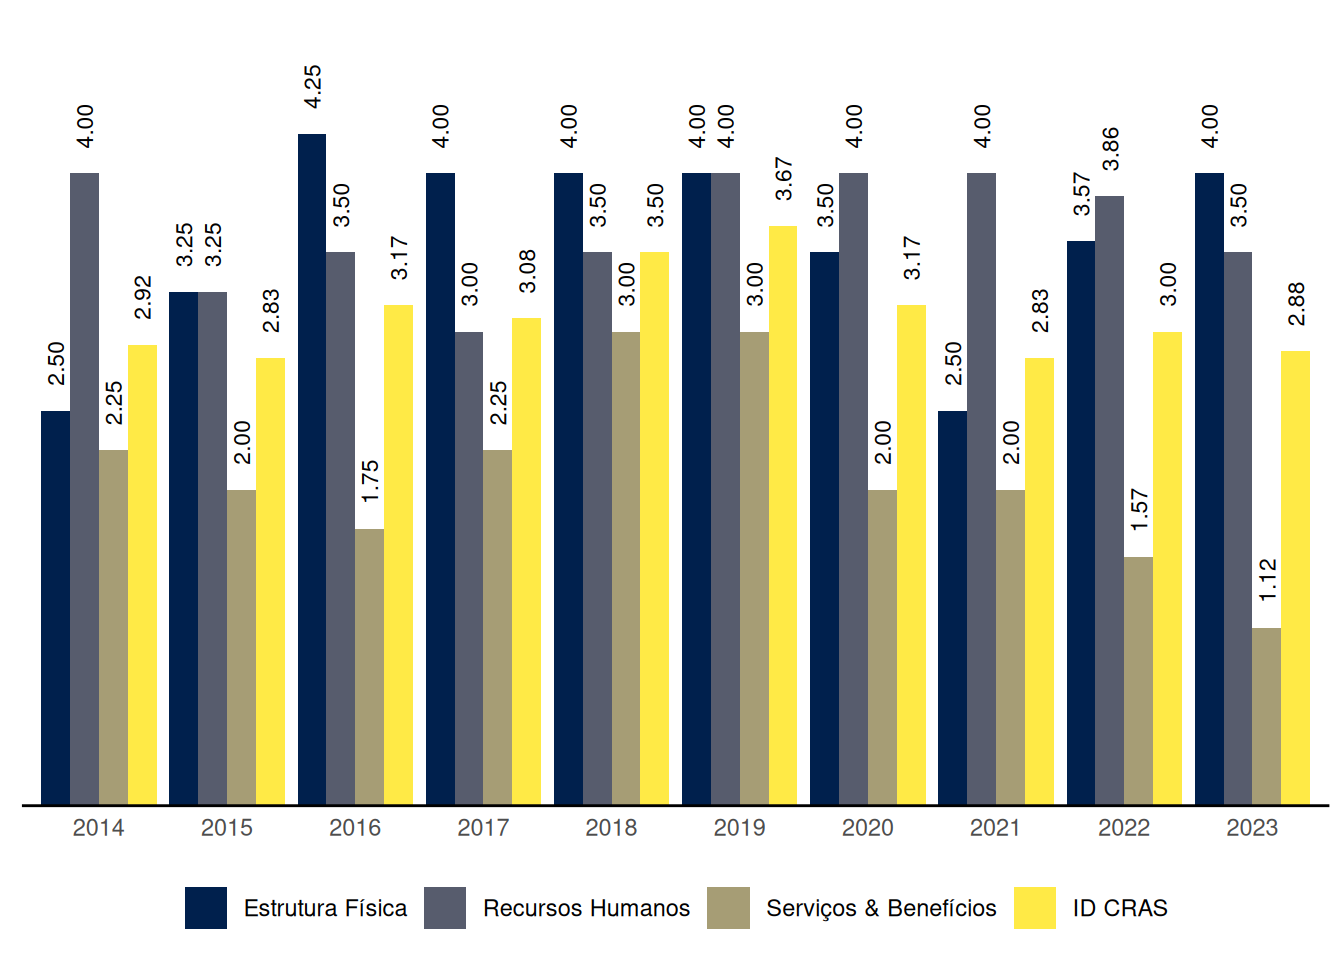 2.50 4.00 2.25 2.92
3.25 3.25 2.00 2.83
4.25 3.50 1.75 3.17
4.00 3.00 2.25 3.08
4.00 3.50 3.00 3.50
4.00 4.00 3.00 3.67
3.50 4.00 2.00 3.17
2.50 4.00 2.00 2.83
3.57 3.86 1.57 3.00
4.00 3.50 1.12 2.88
2014 2015 2016 2017 2018 2019 2020 2021 2022 2023
Estrutura Física Recursos Humanos Serviços & Benefícios ID CRAS